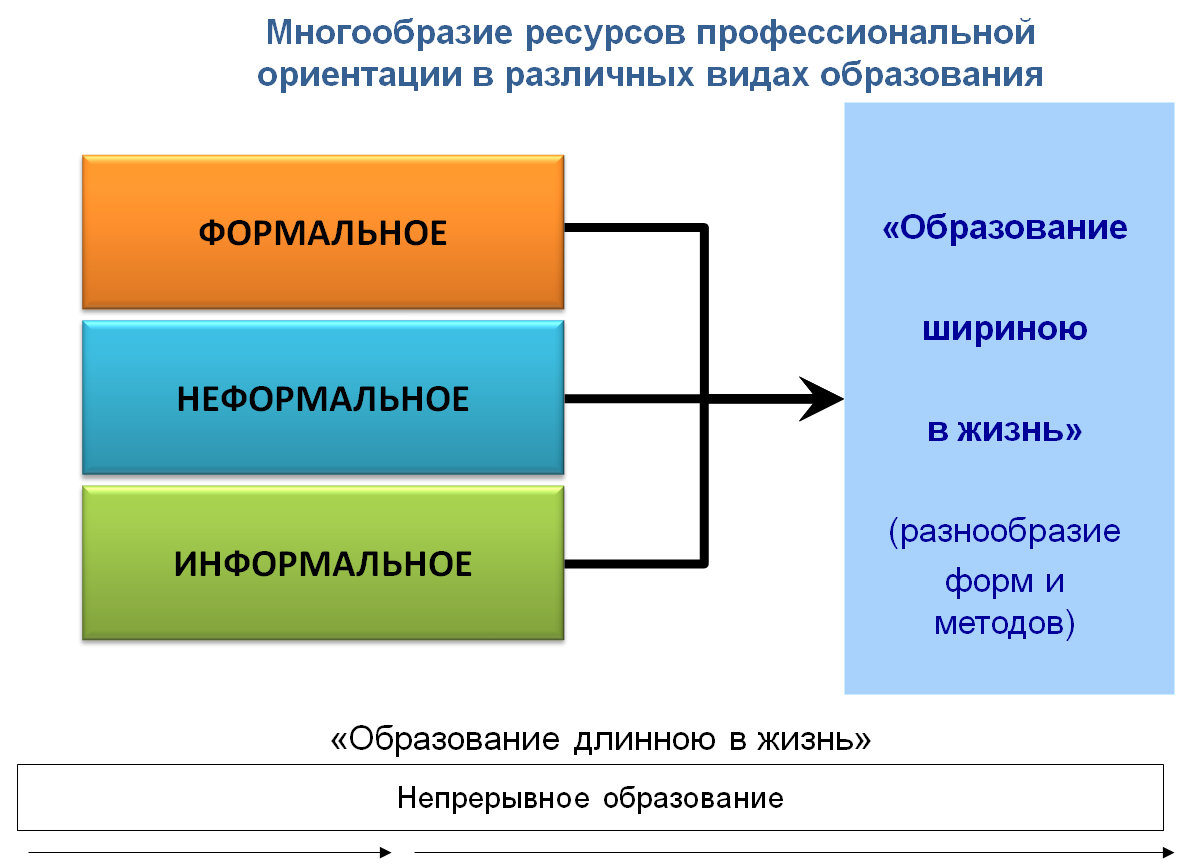 Многообразие ресурсов профессиональной
ориентации в различных видах образования
ФОРМАЛЬНОЕ
НЕФОРМАЛЬНОЕ
ИНФОРМАЛЬНОЕ
«Образование
шириною
в жизнь»
(разнообразие
форм и
методов)
«Образование длинною в жизнь»
Непрерывное образование